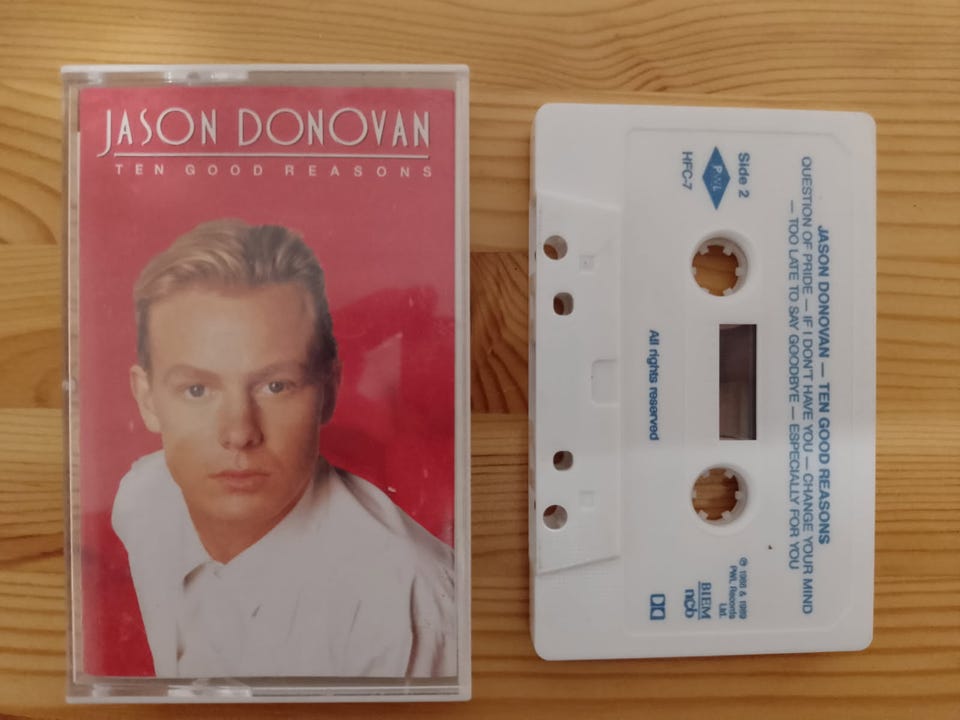 JASON DONOVAN
TEN GOOD REASONS
JASON DONOVAN — TEN GOOD REASONS
QUESTION OF PRIDE — IF I DON'T HAVE YOU — CHANGE YOUR MIND
— TOO LATE TO SAY GOODBYE — ESPECIALLY FOR YOU
Side 2
PWL
HFC-7
All rights reserved
℗ 1988 & 1989
PWL Records
Ltd.
BIEM
ncb